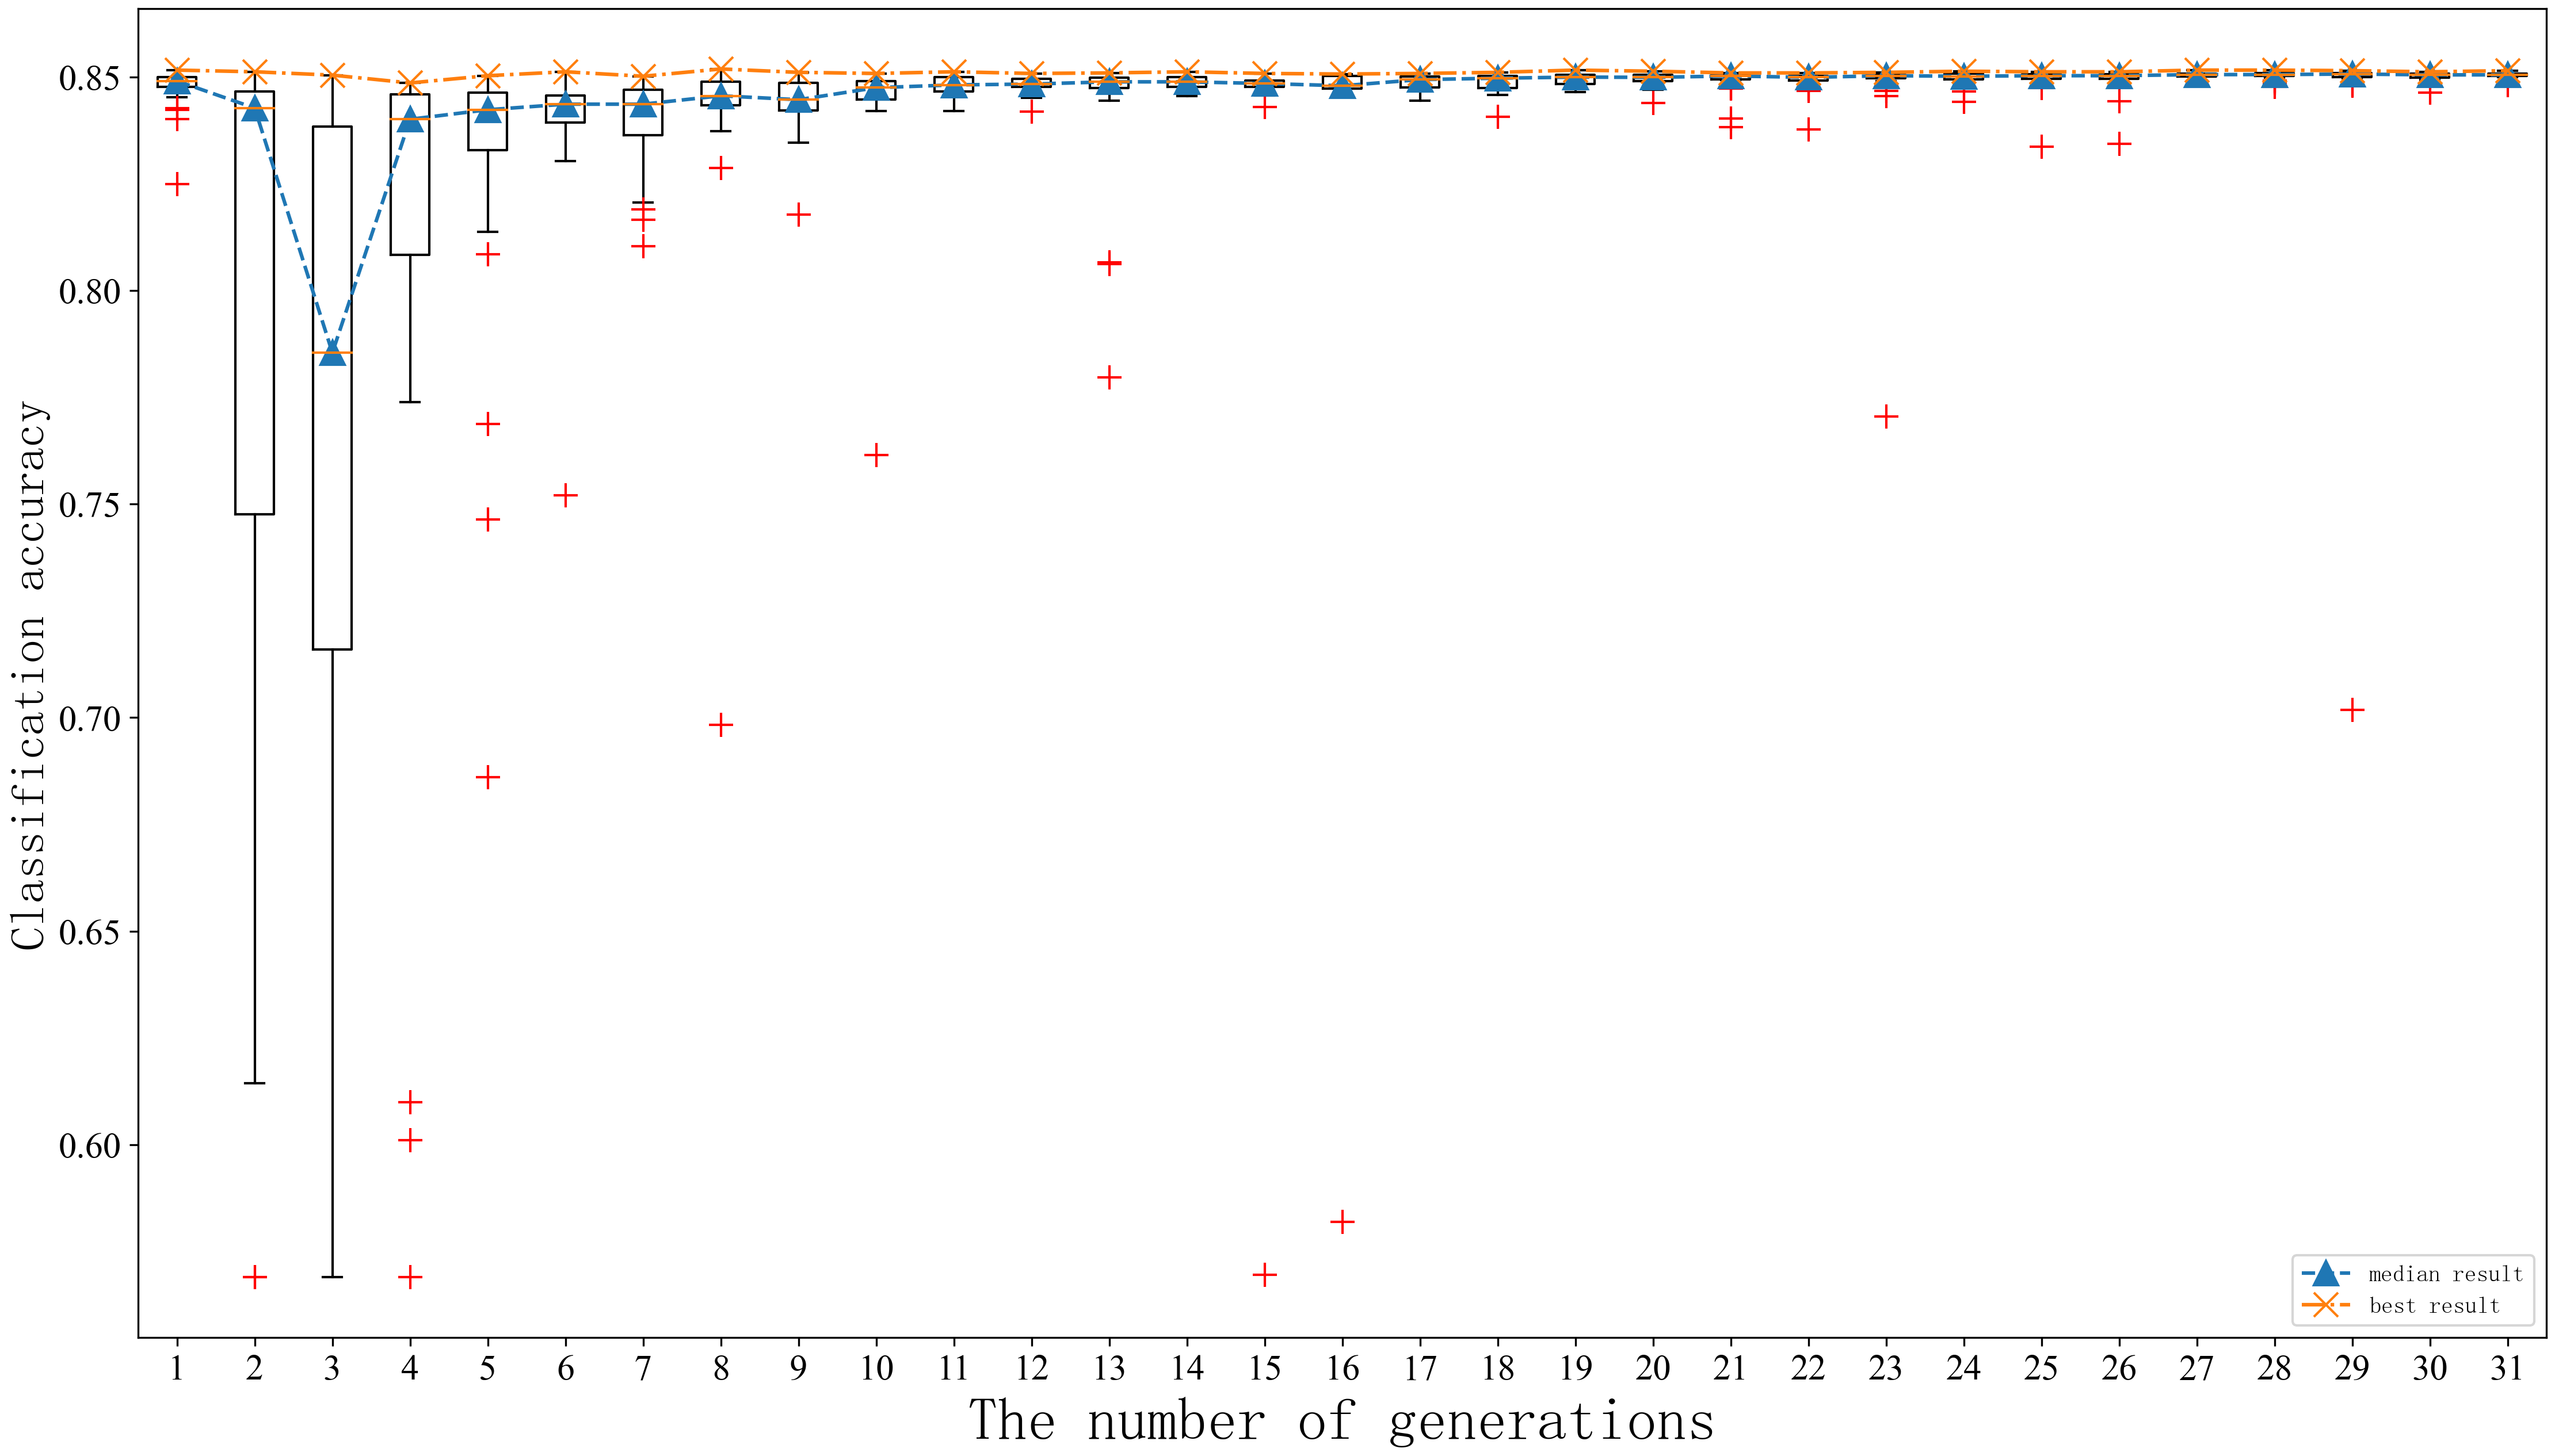 Classification accuracy
0.85
0.80
0.75
0.70
0.65
0.60
1 2 3 4 5 6 7 8 9 10 11 12 13 14 15 16 17 18 19 20 21 22 23 24 25 26 27 28 29 30 31
The number of generations
median result
best result